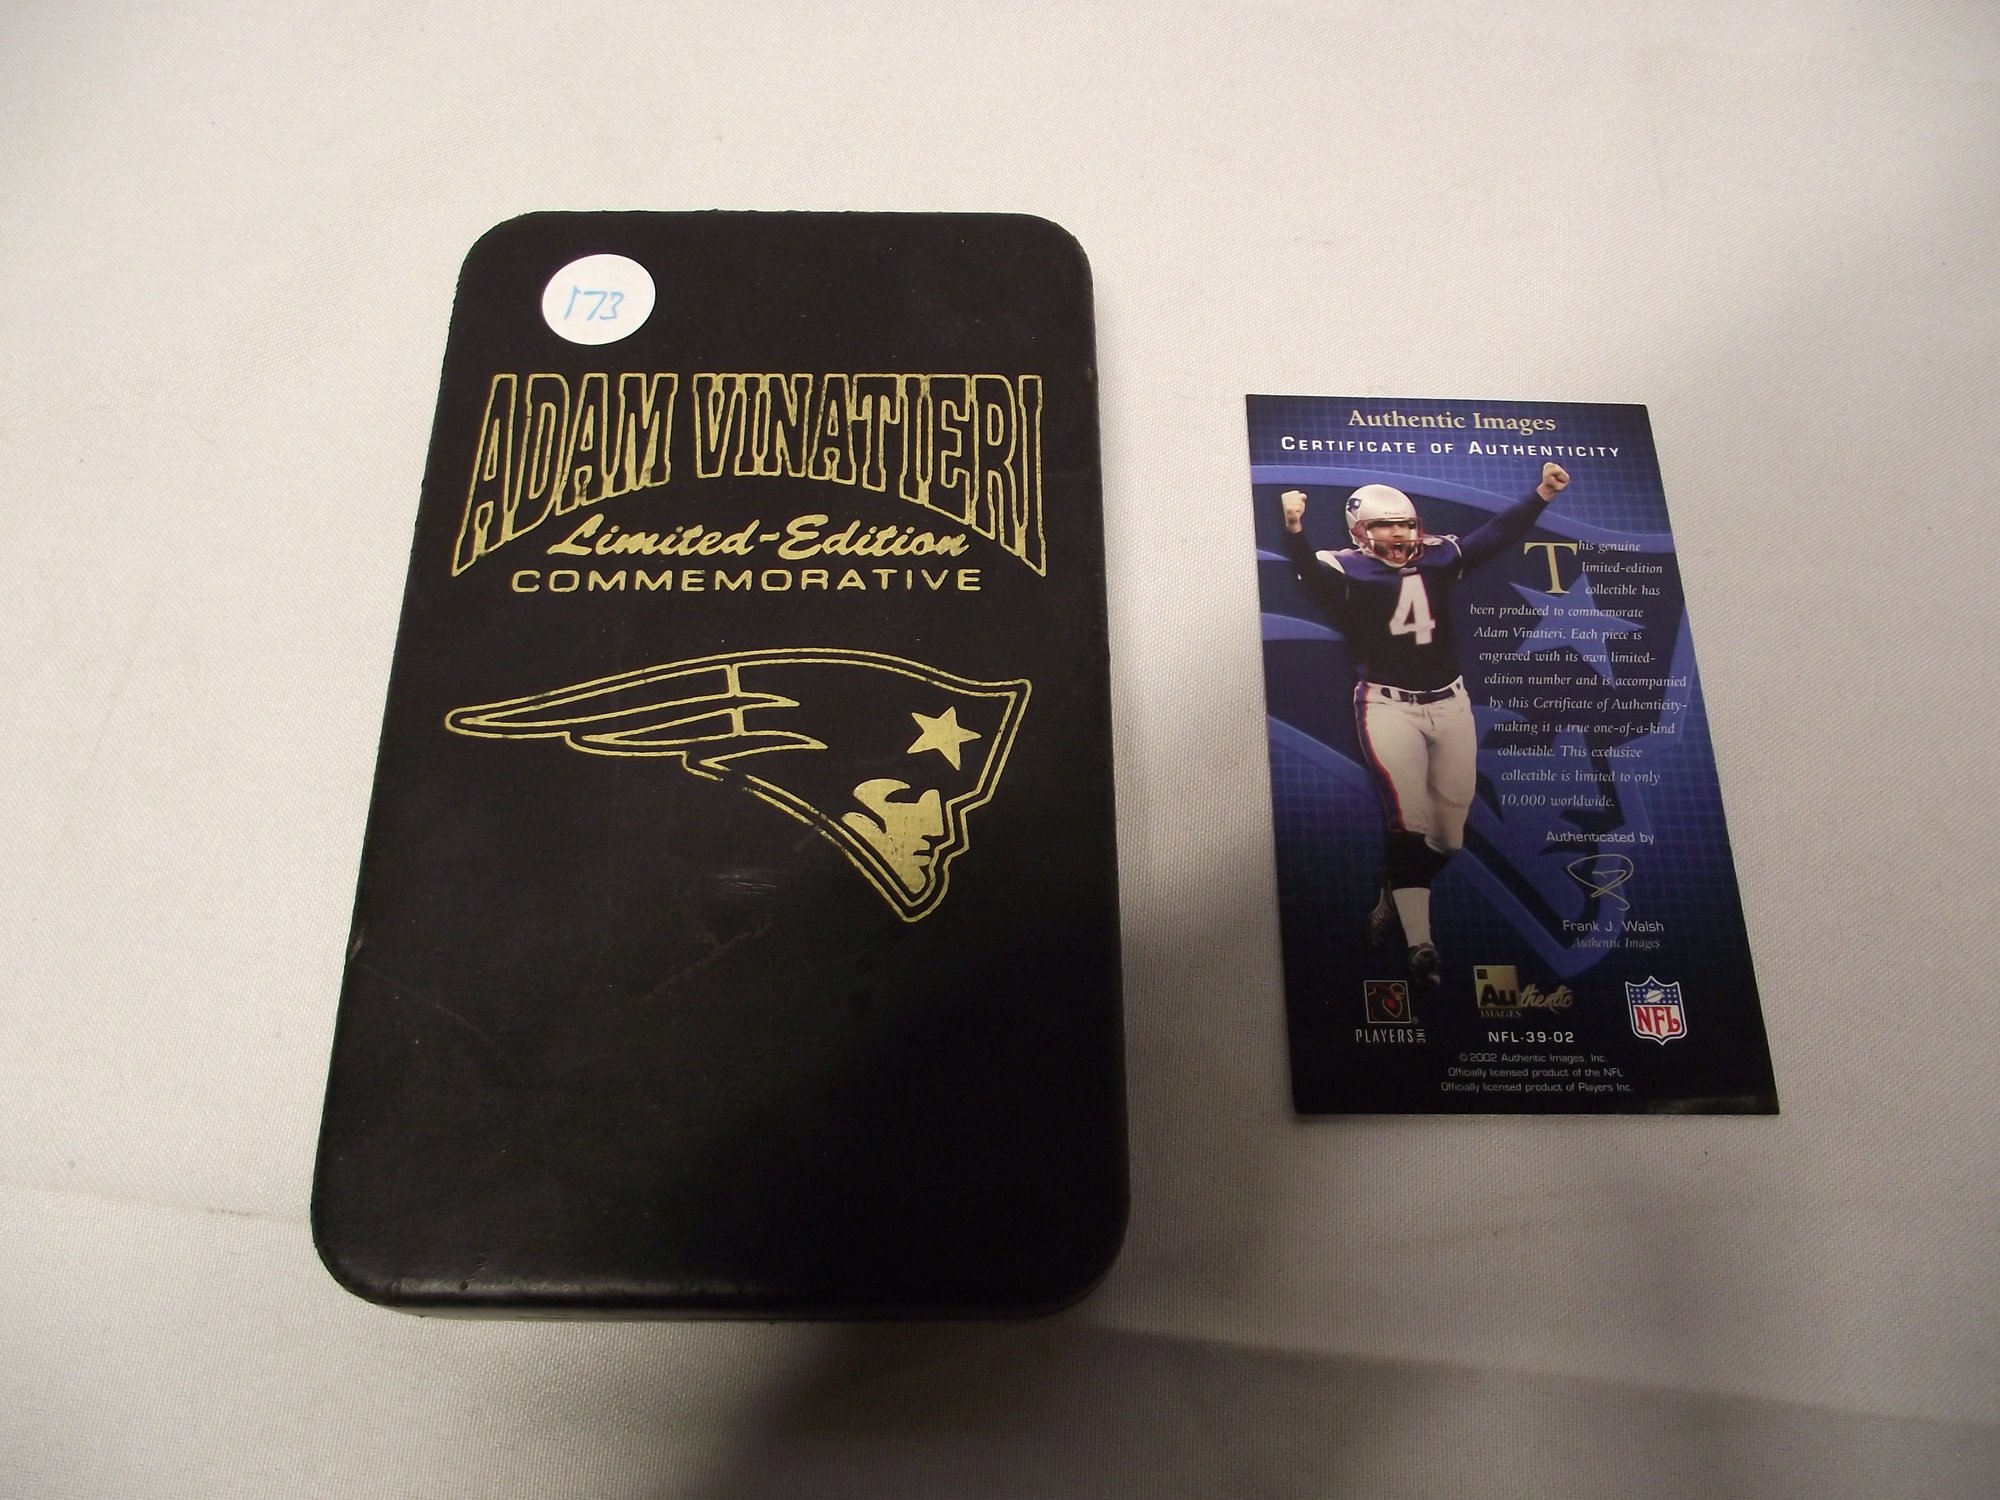 173
ADAM VINATIERI
Limited-Edition
COMMEMORATIVE
Authentic Images
CERTIFICATE OF AUTHENTICITY
4
This genuine
limited-edition
collectible has
been produced to commemorate
Adam Vinatieri. Each piece is
engraved with its own limited-
edition number and is accompanied
by this Certificate of Authenticity-
making it a true one-of-a-kind
collectible. This exclusive
collectible is limited to only
10,000 worldwide.
Authenticated by
Frank J. Walsh
Authentic Images
PLAYERS INC
Authentic
IMAGES
NFL
NFL-39-02
© 2002 Authentic Images, Inc.
Officially licensed product of the NFL
Officially licensed product of Players Inc.